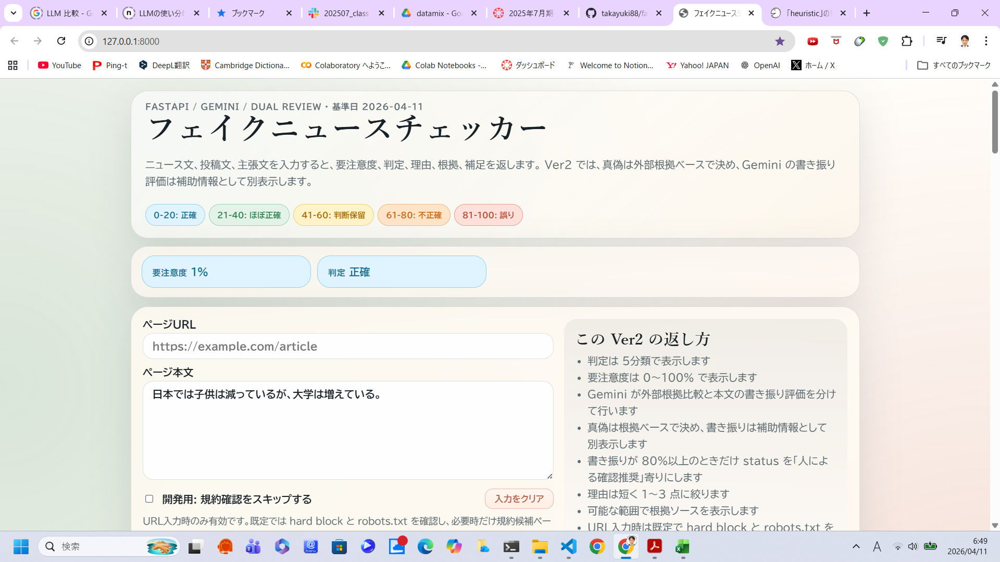 LLM 比較 - G
LLMの使い分け
ブックマーク
202507_class
datamix - Go
2025年7月期
takayuki88/fa
フェイクニュースチ
「heuristic」の
127.0.0.1:8000
YouTube
Ping-t
DeepL翻訳
Cambridge Dictiona...
Colaboratory へようこ...
Colab Notebooks -...
ダッシュボード
Welcome to Notion...
Yahoo! JAPAN
OpenAI
ホーム / X
すべてのブックマーク
FASTAPI / GEMINI / DUAL REVIEW・基準日 2026-04-11
フェイクニュースチェッカー
ニュース文、投稿文、主張文を入力すると、要注意度、判定、理由、根拠、補足を返します。Ver2 では、真偽は外部根拠ベースで決め、Gemini の書き振り
評価は補助情報として別表示します。
0-20: 正確
21-40: ほぼ正確
41-60: 判断保留
61-80: 不正確
81-100: 誤り
要注意度 1%
判定 正確
ページURL
https://example.com/article
ページ本文
日本では子供は減っているが、大学は増えている。
開発用: 規約確認をスキップする
入力をクリア
URL入力時のみ有効です。既定では hard block と robots.txt を確認し、必要時だけ規約候補ペー
この Ver2 の返し方
• 判定は 5分類で表示します
• 要注意度は 0～100% で表示します
• Gemini が外部根拠比較と本文の書き振り評価を分け
て行います
• 真偽は根拠ベースで決め、書き振りは補助情報として
別表示します
• 書き振りが 80%以上のときだけ status を「人によ
る確認推奨」寄りにします
• 理由は短く 1～3 点に絞ります
• 可能な範囲で根拠ソースを表示します
• URL入力時は既定で hard block と robots.txt を
検索
A
6:49
2026/04/11